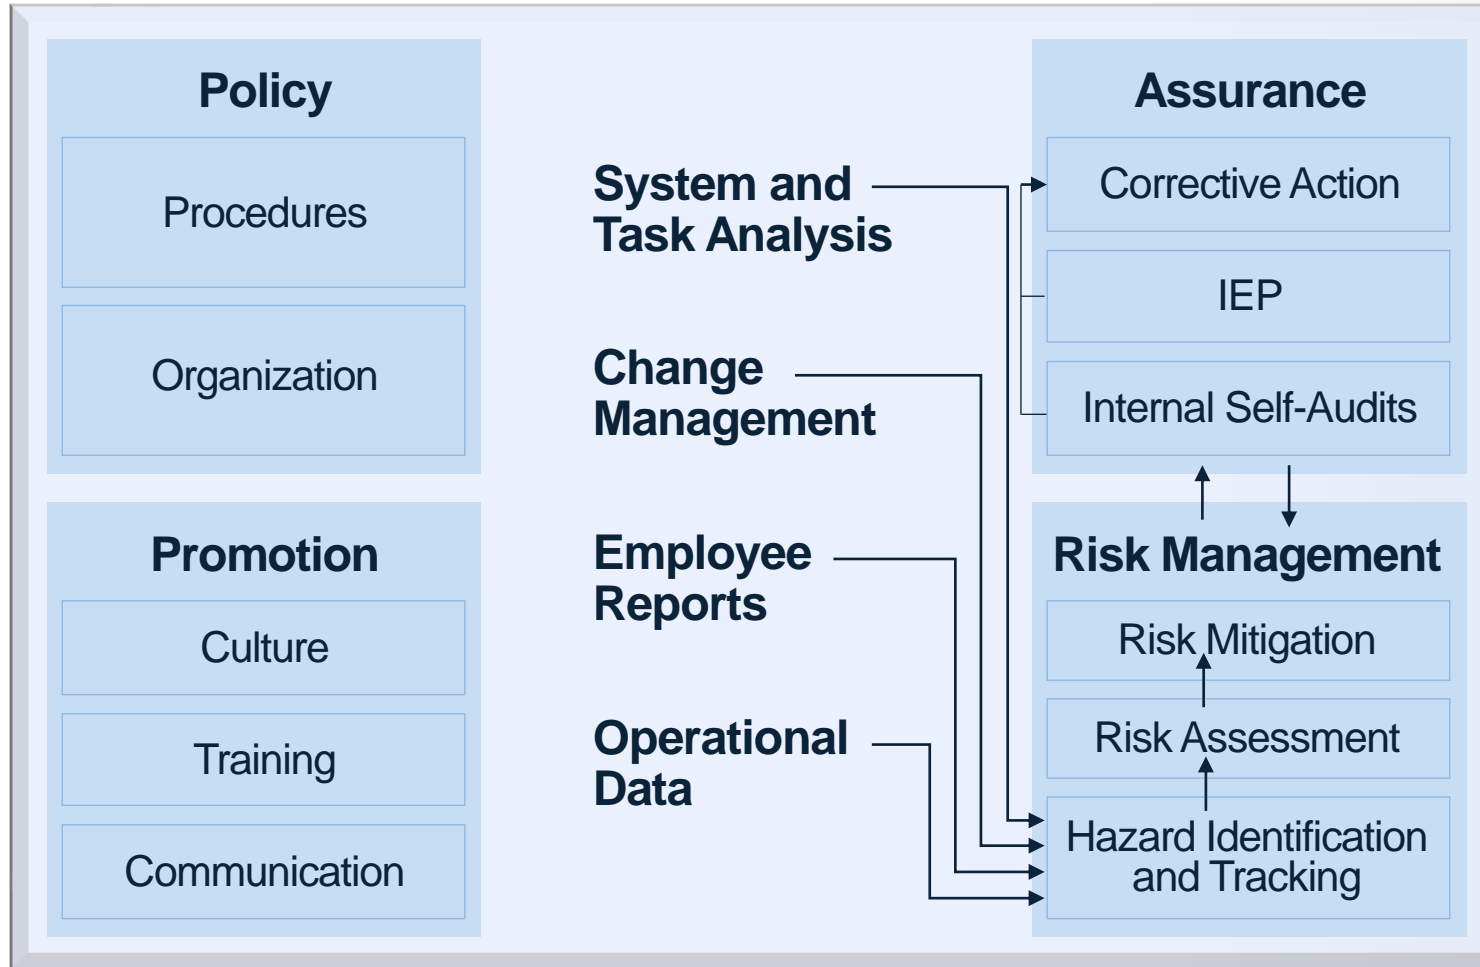 Policy
Procedures
Organization
Promotion
Culture
Training
Communication
System and
Task Analysis
Change
Management
Employee
Reports
Operational
Data
Assurance
Corrective Action
IEP
Internal Self-Audits
Risk Management
Risk Mitigation
Risk Assessment
Hazard Identification
and Tracking